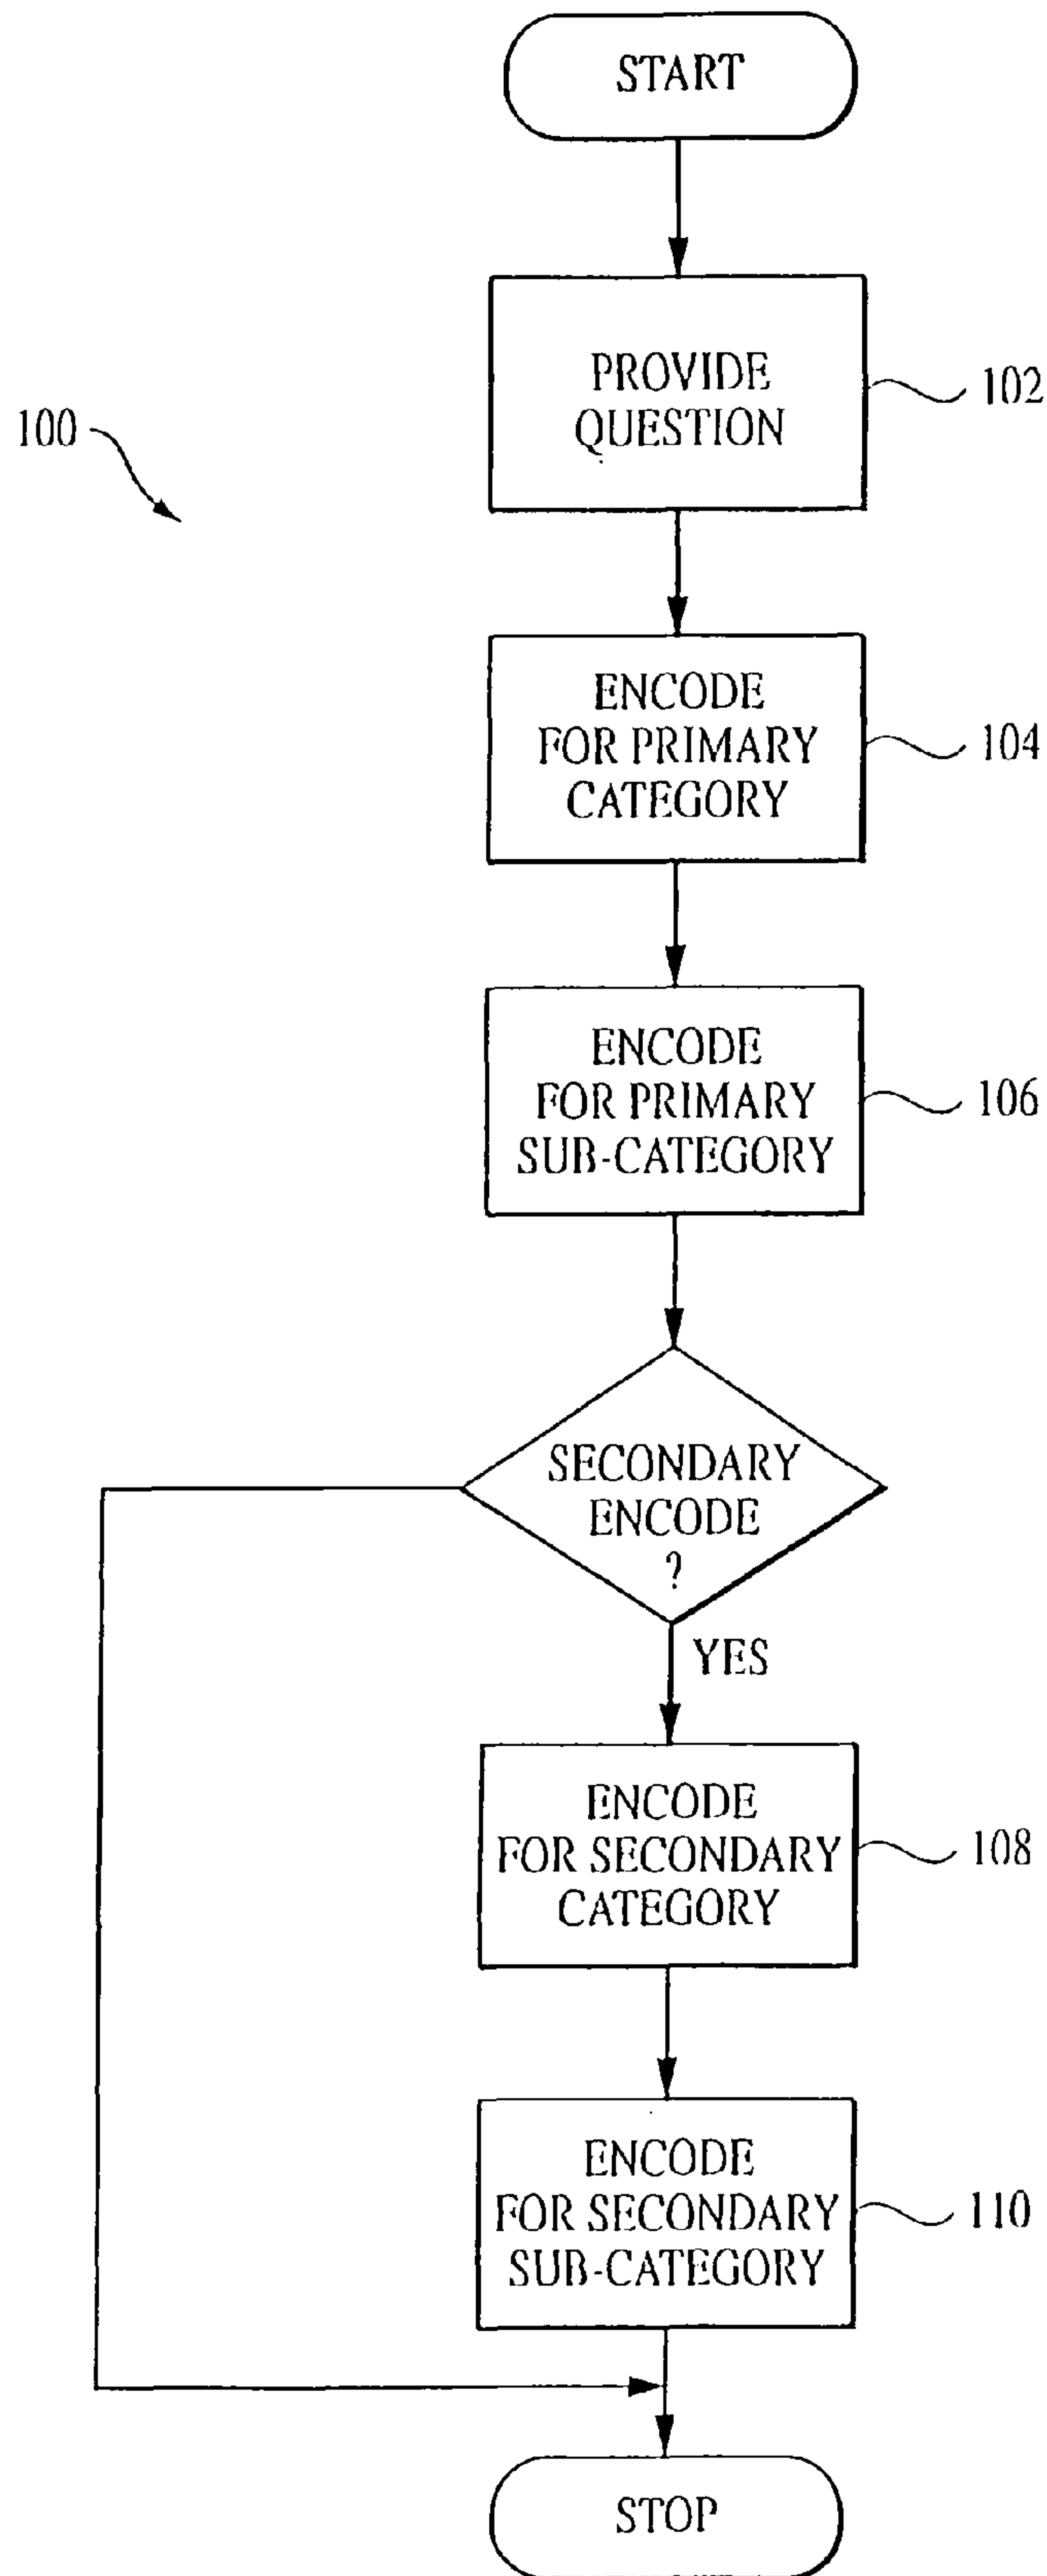 START
PROVIDE
QUESTION
102
100
ENCODE
FOR PRIMARY
CATEGORY
104
ENCODE
FOR PRIMARY
SUB-CATEGORY
106
SECONDARY
ENCODE
?
YES
ENCODE
FOR SECONDARY
CATEGORY
108
ENCODE
FOR SECONDARY
SUB-CATEGORY
110
STOP